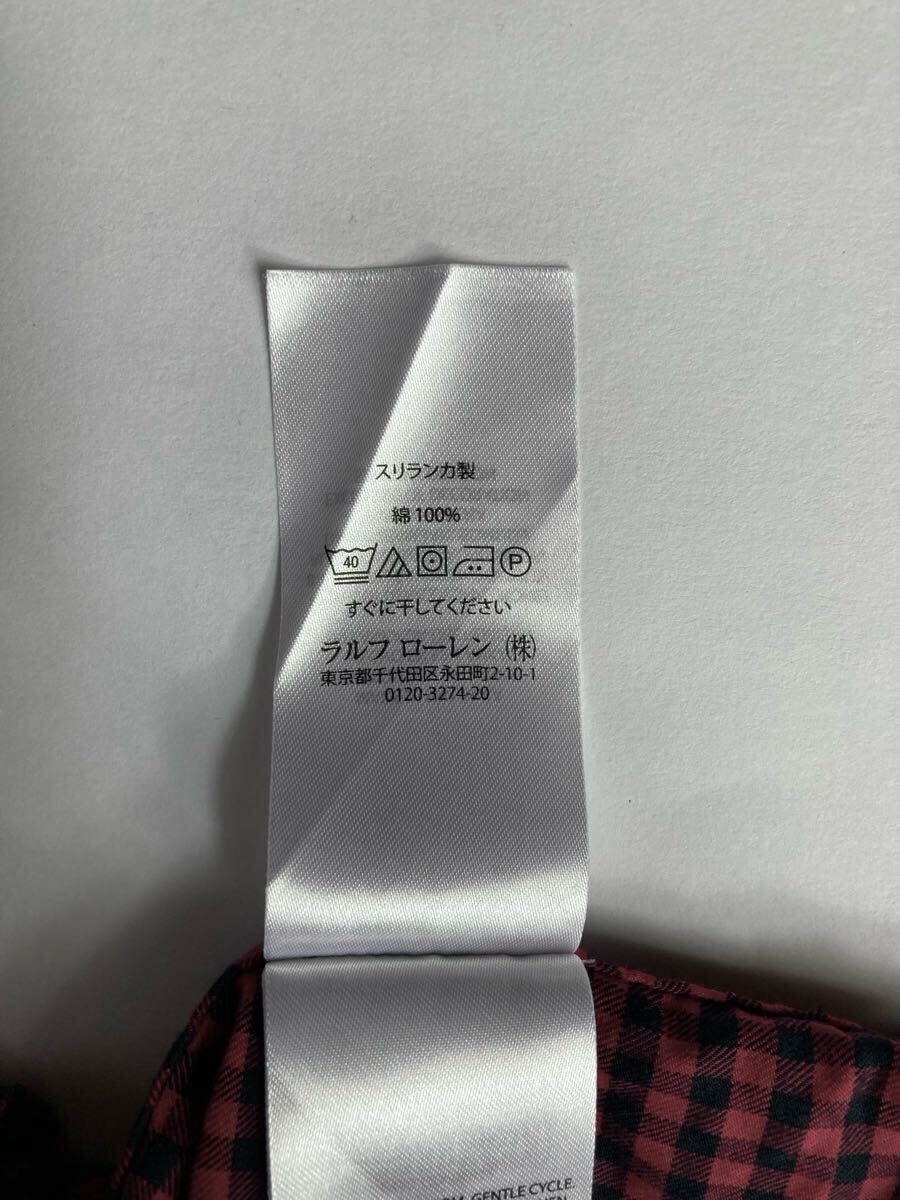 スリランカ製
綿 100%
40
P
すぐに干してください
ラルフ ローレン (株)
東京都千代田区永田町2-10-1
0120-3274-20
GENTLE CYCLE.